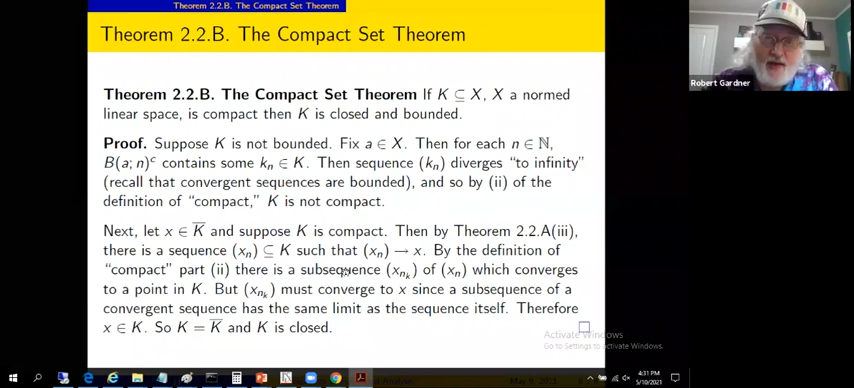 Theorem 2.2.B. The Compact Set Theorem
Theorem 2.2.B. The Compact Set Theorem
Theorem 2.2.B. The Compact Set Theorem If K ⊆ X, X a normed
linear space, is compact then K is closed and bounded.
Proof. Suppose K is not bounded. Fix a ∈ X. Then for each n ∈ ℕ,
B(a; n)ᶜ contains some kₙ ∈ K. Then sequence (kₙ) diverges “to infinity”
(recall that convergent sequences are bounded), and so by (ii) of the
definition of “compact,” K is not compact.
Next, let x ∈ K̅ and suppose K is compact. Then by Theorem 2.2.A(iii),
there is a sequence (xₙ) ⊆ K such that (xₙ) → x. By the definition of
“compact” part (ii) there is a subsequence (xₙₖ) of (xₙ) which converges
to a point in K. But (xₙₖ) must converge to x since a subsequence of a
convergent sequence has the same limit as the sequence itself. Therefore
x ∈ K. So K = K̅ and K is closed.
Activate Windows
Go to Settings to activate Windows.
Robert Gardner
4:31 PM
5/10/2021